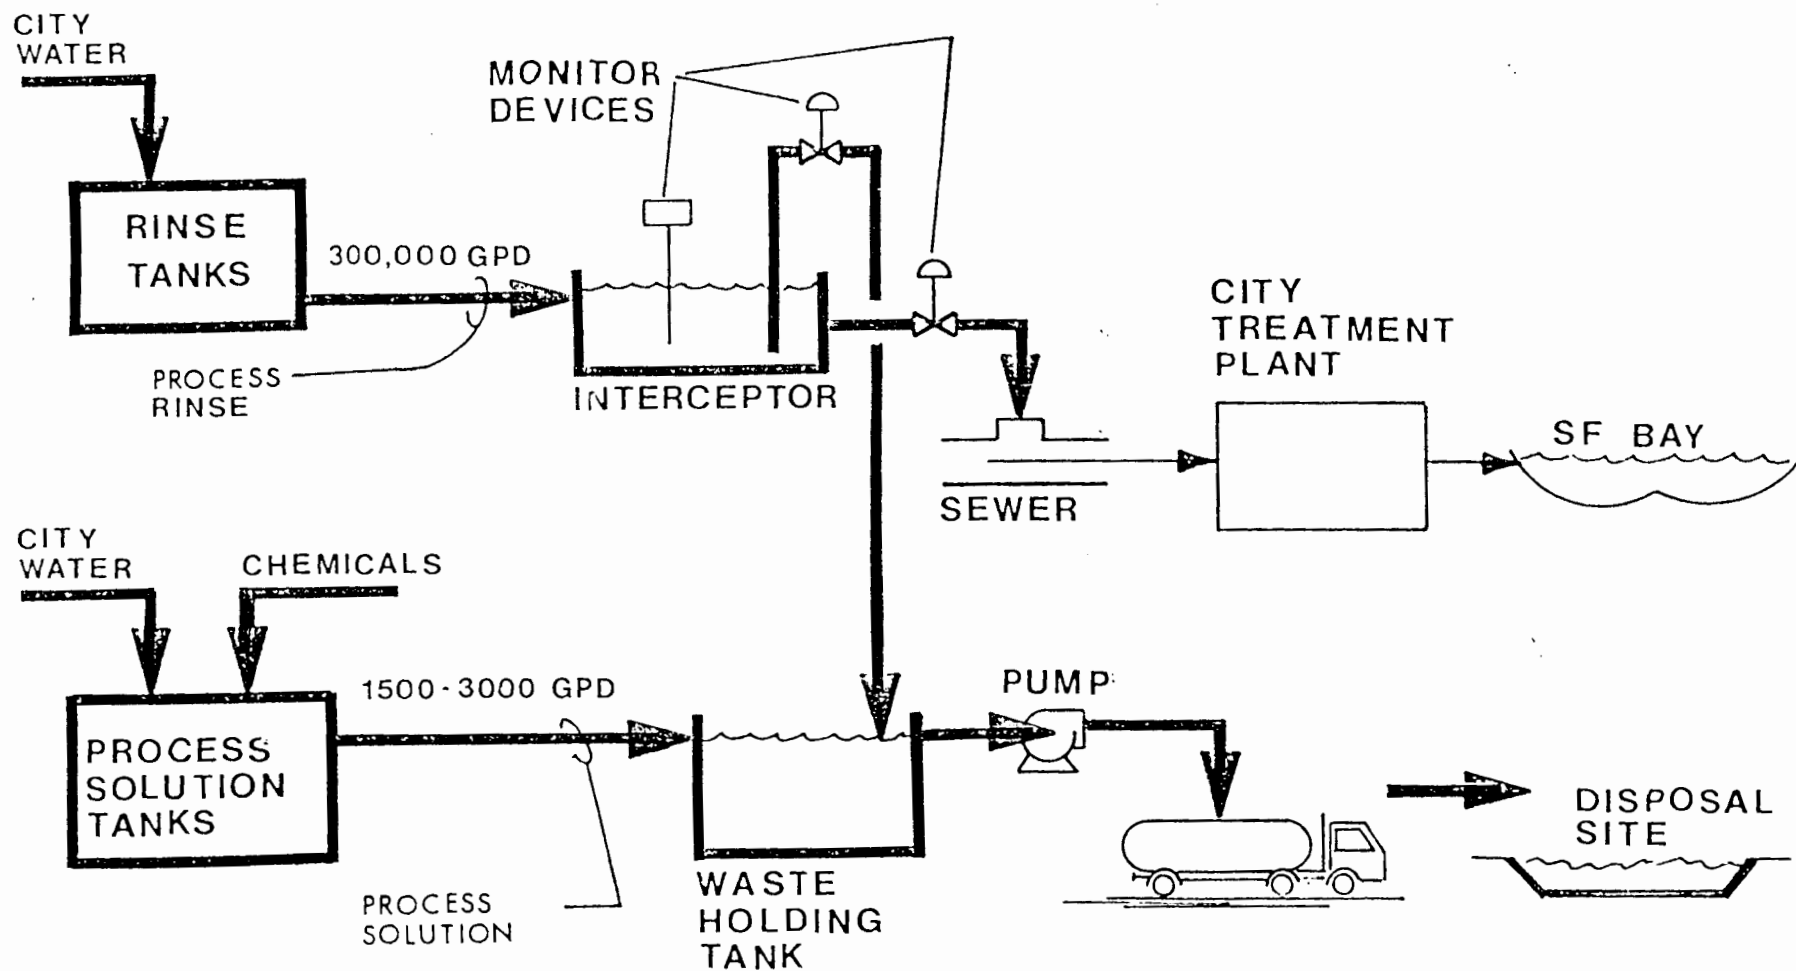 CITY
WATER
MONITOR
DEVICES
RINSE
TANKS
300,000 GPD
PROCESS
RINSE
INTERCEPTOR
CITY
TREATMENT
PLANT
SF BAY
SEWER
CITY
WATER
CHEMICALS
1500-3000 GPD
PUMP
PROCESS
SOLUTION
TANKS
DISPOSAL
SITE
PROCESS
SOLUTION
WASTE
HOLDING
TANK